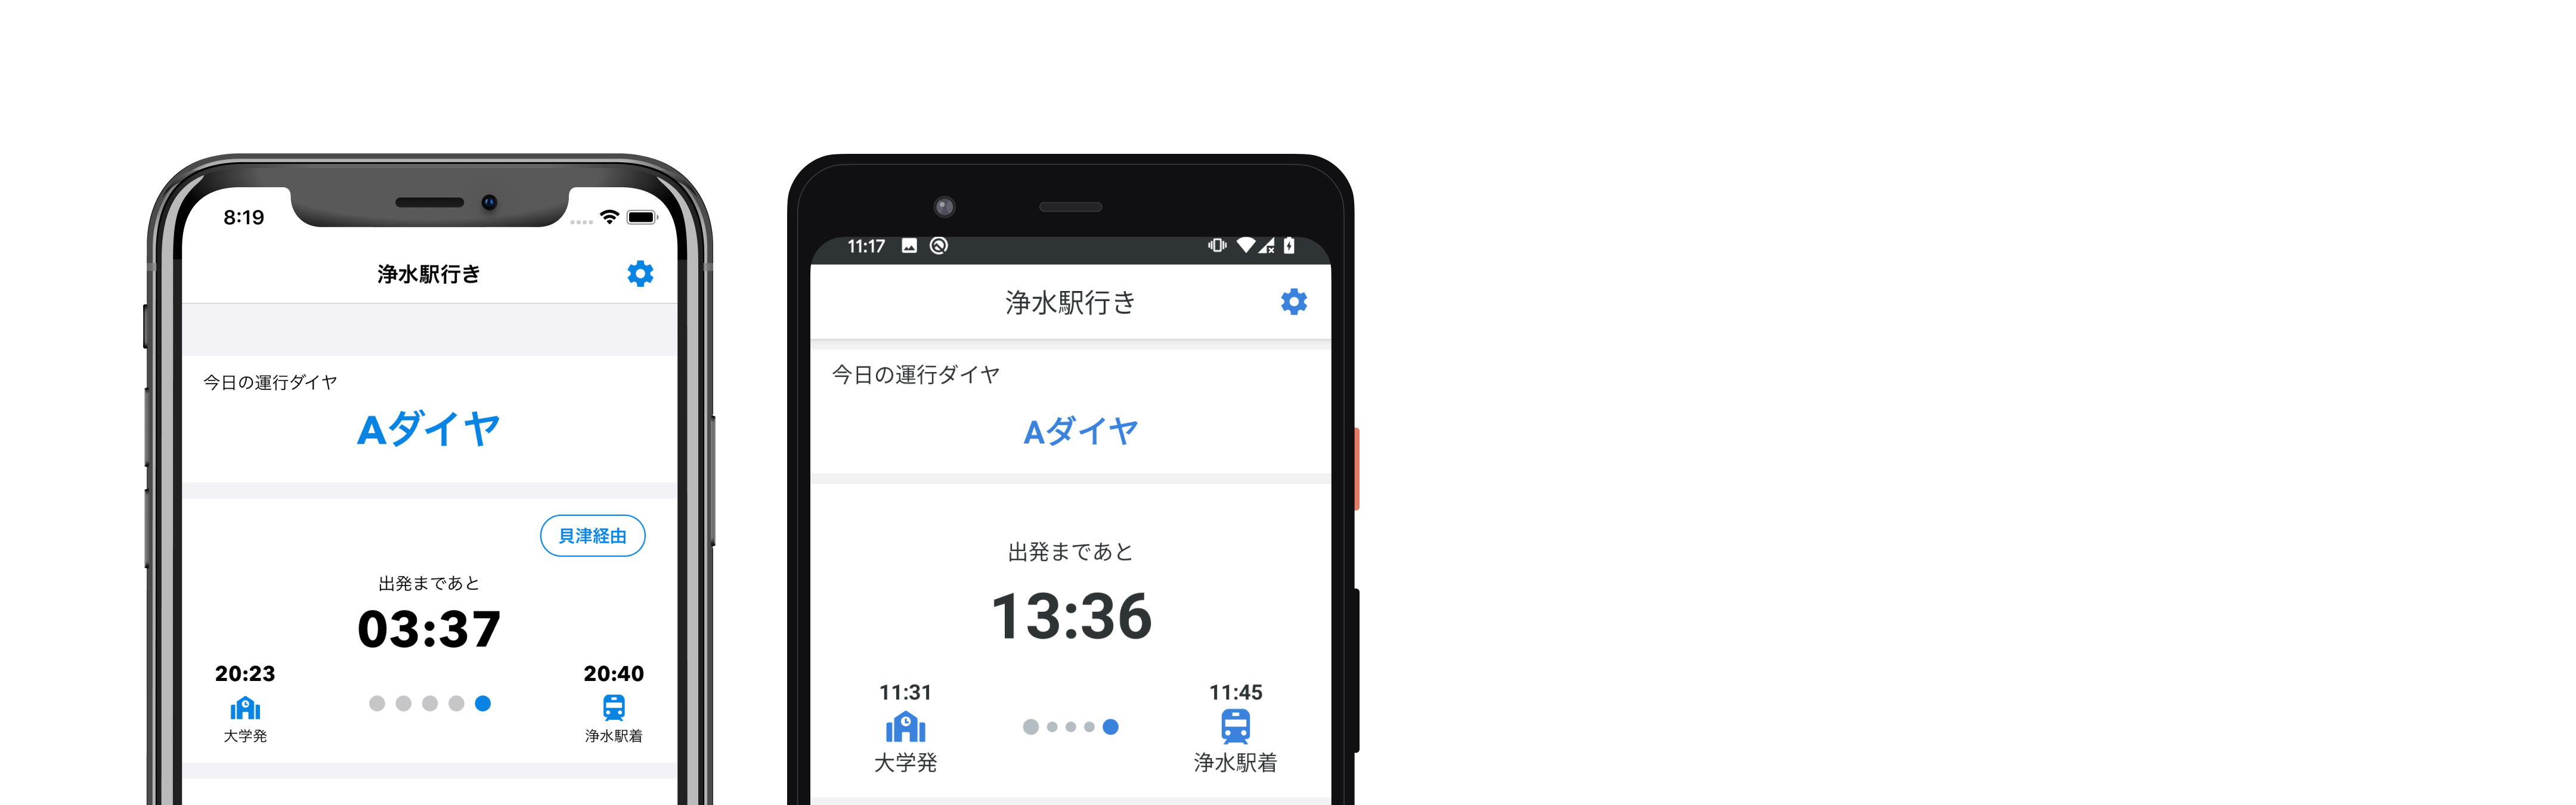 8:19
浄水駅行き
今日の運行ダイヤ
Aダイヤ
貝津経由
出発まであと
03:37
20:23
20:40
大学発
浄水駅着
11:17
浄水駅行き
今日の運行ダイヤ
Aダイヤ
出発まであと
13:36
11:31
11:45
大学発
浄水駅着